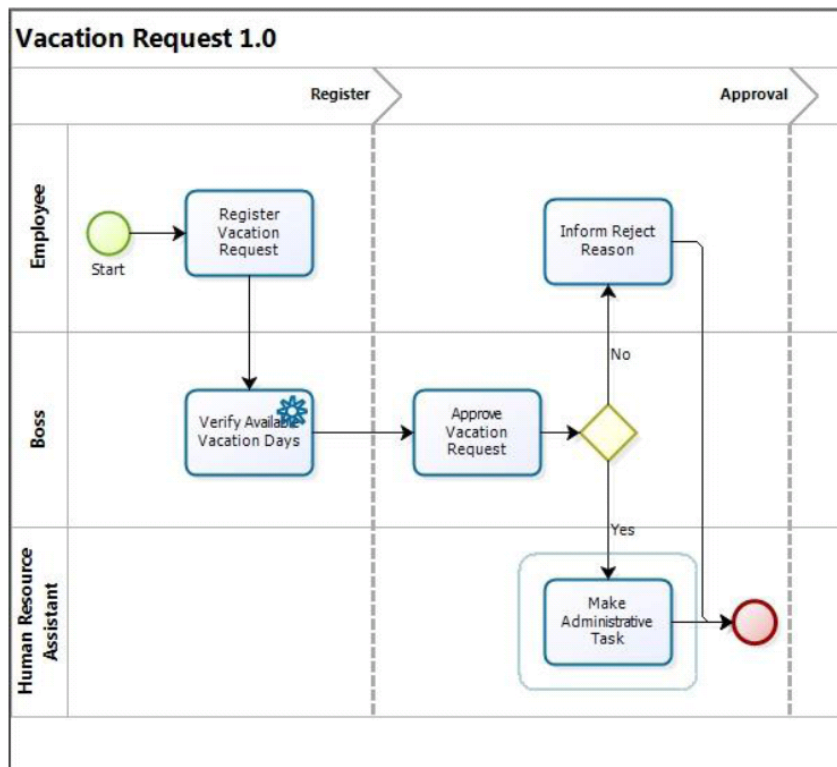 Vacation Request 1.0
Register
Approval
Employee
Start
Register
Vacation
Request
Inform Reject
Reason
No
Boss
Verify Available
Vacation Days
Approve
Vacation
Request
Yes
Human Resource
Assistant
Make
Administrative
Task